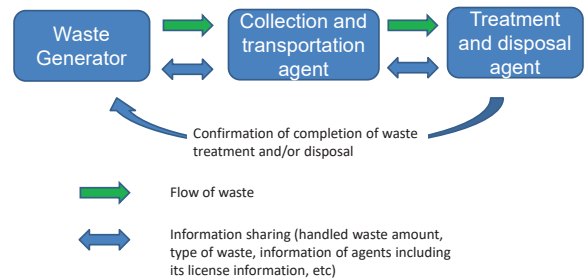 Waste
Generator
Collection and
transportation
agent
Treatment
and disposal
agent
Confirmation of completion of waste
treatment and/or disposal
Flow of waste
Information sharing (handled waste amount,
type of waste, information of agents including
its license information, etc)